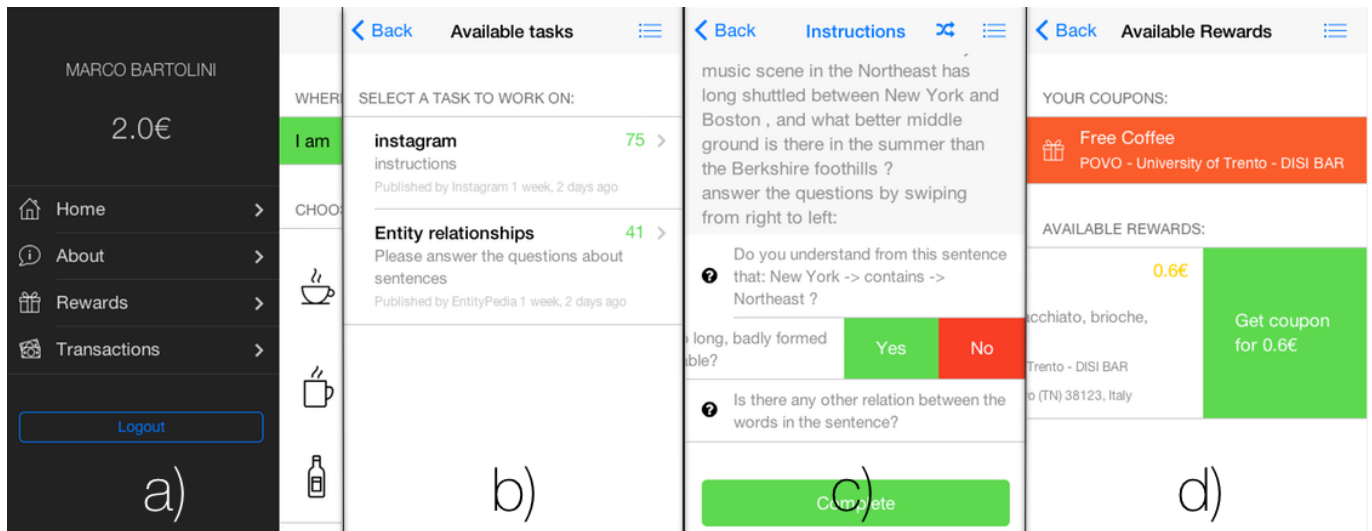 MARCO BARTOLINI
2.0€
Home
About
Rewards
Transactions
Logout
a)
WHER
I am
CHOO
Back Available tasks
SELECT A TASK TO WORK ON:
instagram 75
instructions
Published by Instagram 1 week, 2 days ago
Entity relationships 41
Please answer the questions about
sentences
Published by EntityPedia 1 week, 2 days ago
b)
Back Instructions
music scene in the Northeast has
long shuttled between New York and
Boston , and what better middle
ground is there in the summer than
the Berkshire foothills ?
answer the questions by swiping
from right to left:
Do you understand from this sentence
that: New York -> contains ->
Northeast ?
long, badly formed
able?
Yes No
Is there any other relation between the
words in the sentence?
Complete
c)
Back Available Rewards
YOUR COUPONS:
Free Coffee
POVO - University of Trento - DISI BAR
AVAILABLE REWARDS:
0.6€
acchiato, brioche,
Trento - DISI BAR
o (TN) 38123, Italy
Get coupon
for 0.6€
d)